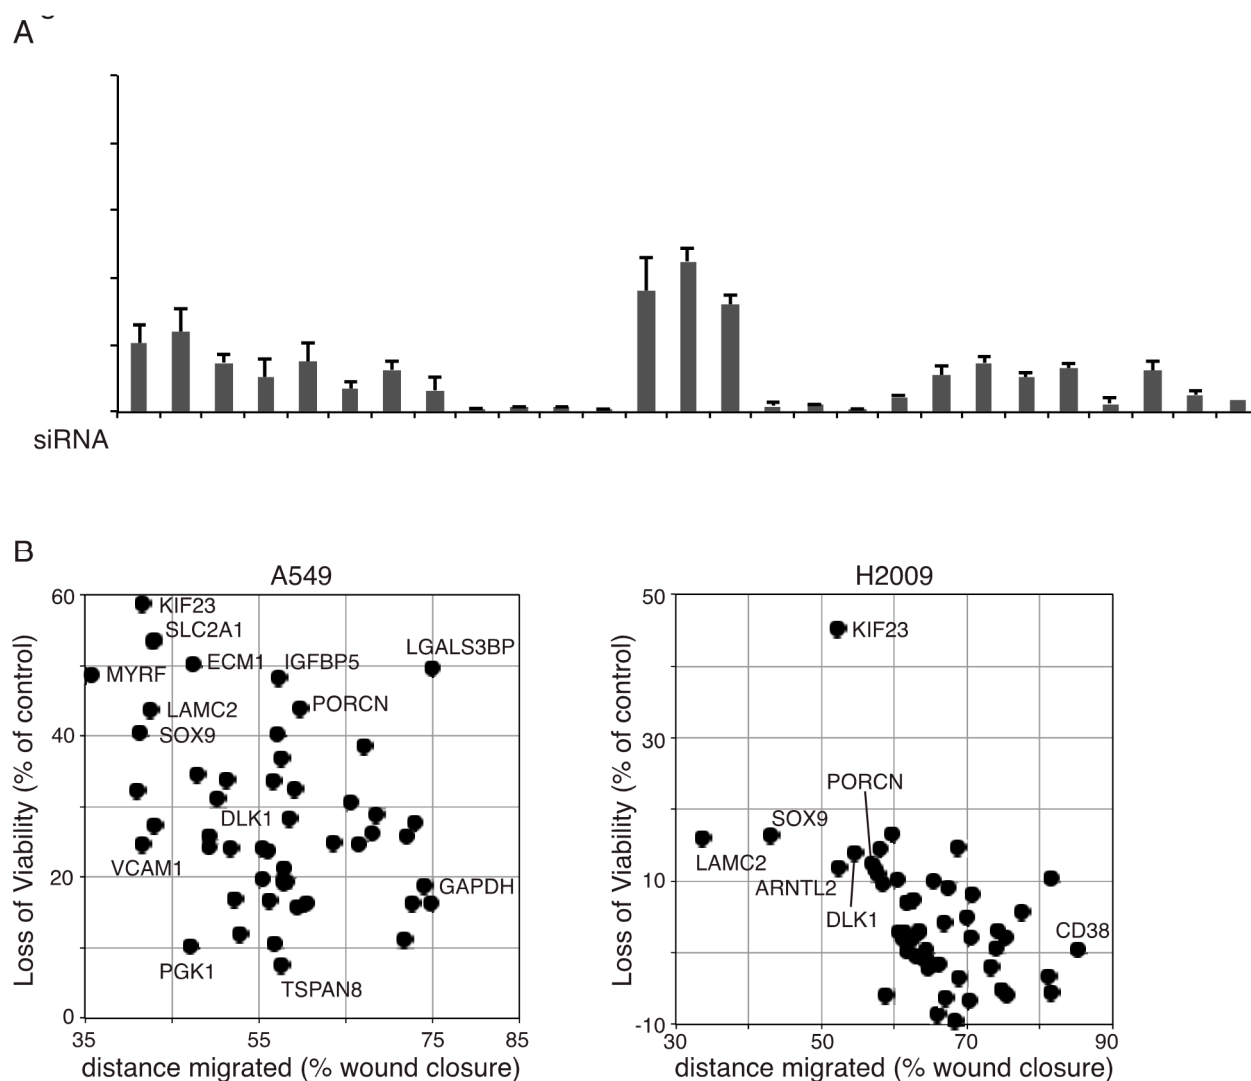 A
siRNA
B
A549
60
40
20
0
35
55
75
85
Loss of Viability (% of control)
distance migrated (% wound closure)
KIF23
SLC2A1
LGALS3BP
ECM1
IGFBP5
MYRF
LAMC2
PORCN
SOX9
DLK1
VCAM1
GAPDH
PGK1
TSPAN8
H2009
50
30
10
-10
30
50
70
90
Loss of Viability (% of control)
distance migrated (% wound closure)
KIF23
PORCN
SOX9
LAMC2
ARNTL2
DLK1
CD38